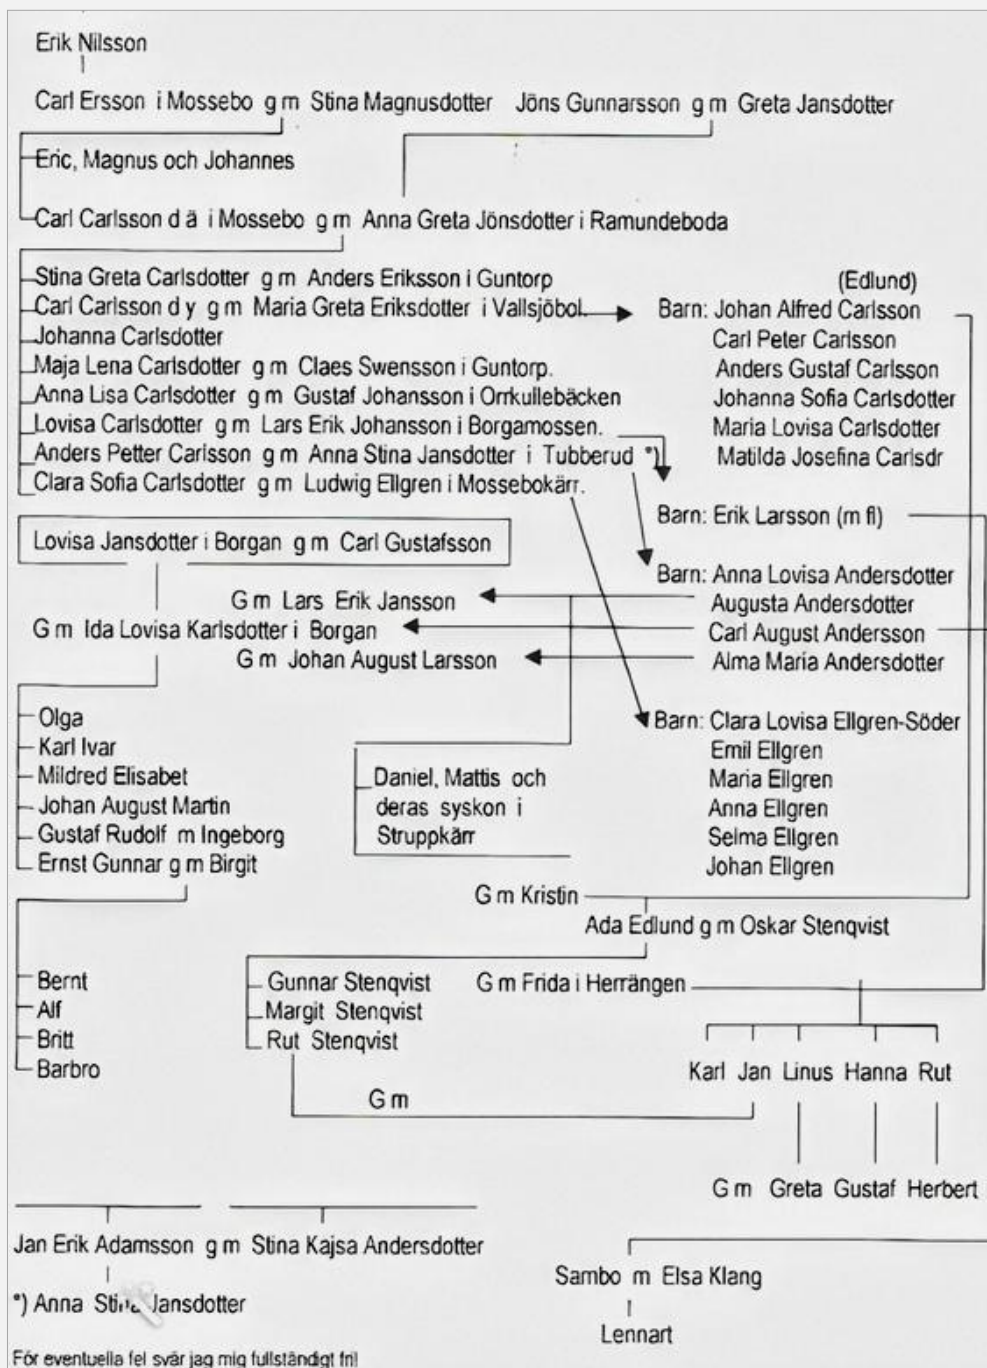 Erik Nilsson
Carl Ersson i Mossebo g m Stina Magnusdotter Jöns Gunnarsson g m Greta Jansdotter
Eric, Magnus och Johannes
Carl Carlsson d ä i Mossebo g m Anna Greta Jönsdotter i Ramundeboda
Stina Greta Carlsdotter g m Anders Eriksson i Guntorp
Carl Carlsson d y g m Maria Greta Eriksdotter i Vallsjöbol.
Johanna Carlsdotter
Maja Lena Carlsdotter g m Claes Swensson i Guntorp.
Anna Lisa Carlsdotter g m Gustaf Johansson i Orrkullebäcken
Lovisa Carlsdotter g m Lars Erik Johansson i Borgamossen.
Anders Petter Carlsson g m Anna Stina Jansdotter i Tubberud *)
Clara Sofia Carlsdotter g m Ludwig Ellgren i Mossebokärr.
(Edlund)
Barn: Johan Alfred Carlsson
Carl Peter Carlsson
Anders Gustaf Carlsson
Johanna Sofia Carlsdotter
Maria Lovisa Carlsdotter
Matilda Josefina Carlsdr
Barn: Erik Larsson (m fl)
Lovisa Jansdotter i Borgan g m Carl Gustafsson
Barn: Anna Lovisa Andersdotter
Augusta Andersdotter
Carl August Andersson
Alma Maria Andersdotter
G m Lars Erik Jansson
G m Ida Lovisa Karlsdotter i Borgan
G m Johan August Larsson
Olga
Karl Ivar
Mildred Elisabet
Johan August Martin
Gustaf Rudolf m Ingeborg
Ernst Gunnar g m Birgit
Daniel, Mattis och
deras syskon i
Struppkärr
Barn: Clara Lovisa Ellgren-Söder
Emil Ellgren
Maria Ellgren
Anna Ellgren
Selma Ellgren
Johan Ellgren
G m Kristin
Ada Edlund g m Oskar Stenqvist
Bernt
Alf
Britt
Barbro
Gunnar Stenqvist
Margit Stenqvist
Rut Stenqvist
G m Frida i Herrängen
Karl Jan Linus Hanna Rut
G m
G m Greta Gustaf Herbert
Jan Erik Adamsson g m Stina Kajsa Andersdotter
*) Anna Stina Jansdotter
Sambo m Elsa Klang
Lennart
För eventuella fel svär jag mig fullständigt fri!